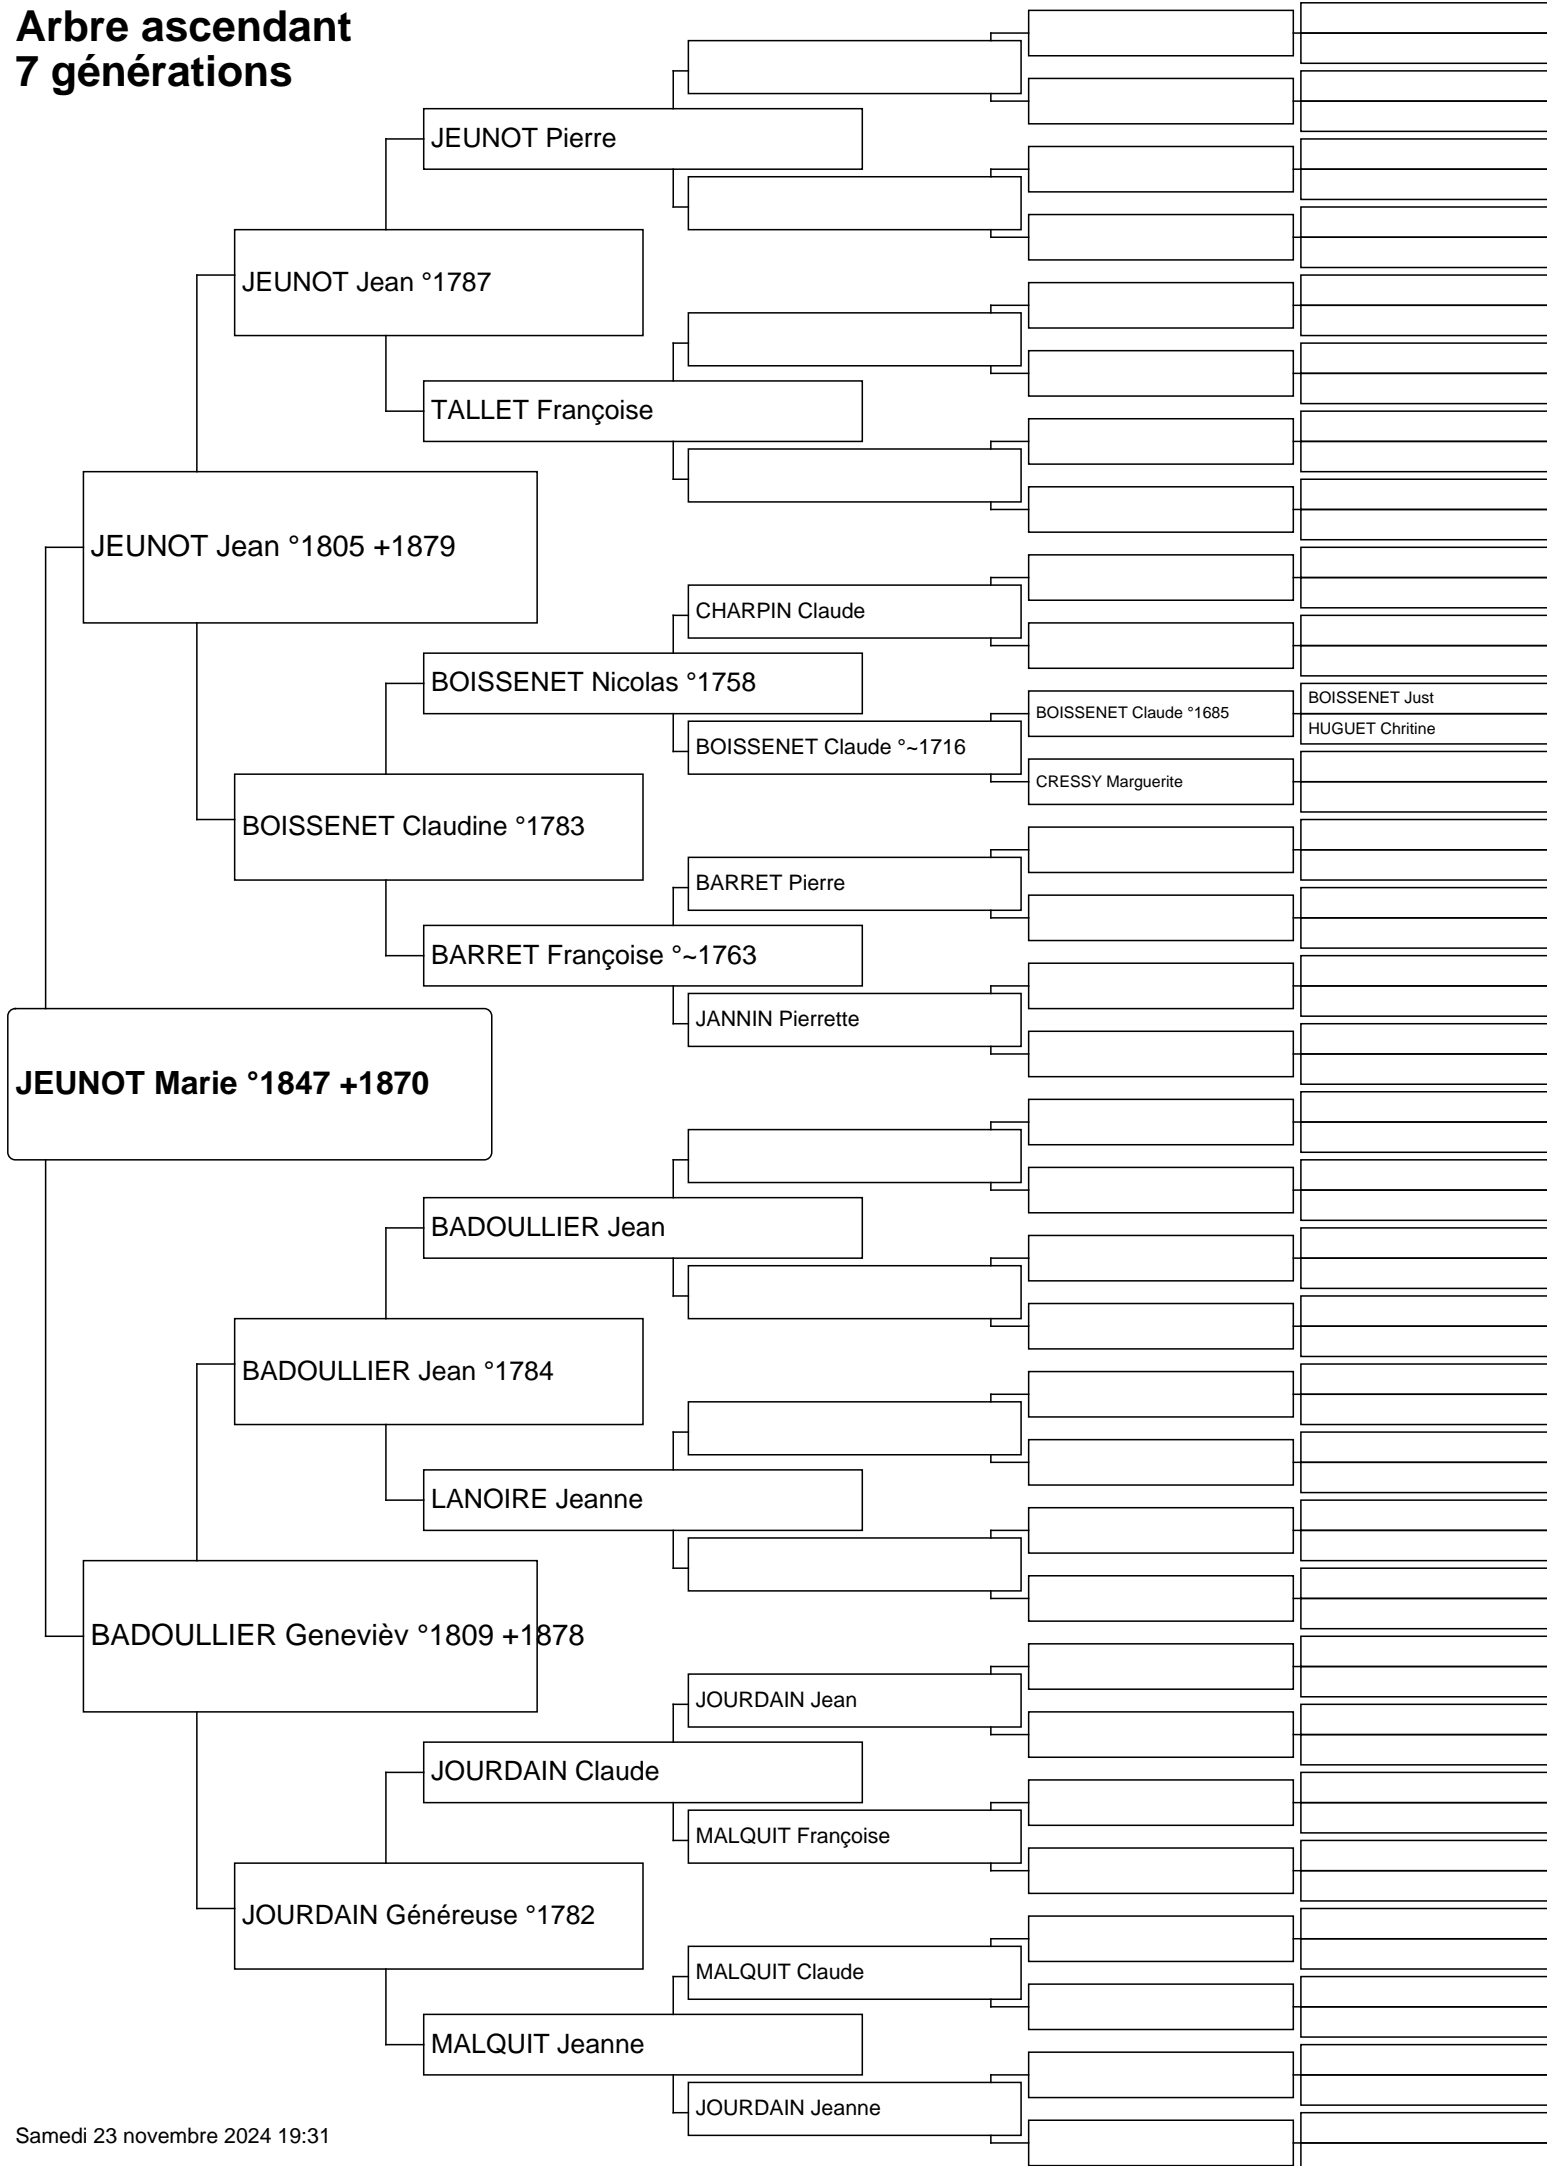 Arbre ascendant
7 générations
JEUNOT Pierre
JEUNOT Jean °1787
TALLET Françoise
JEUNOT Jean °1805 +1879
CHARPIN Claude
BOISSENET Nicolas °1758
BOISSENET Just
BOISSENET Claude °1685
HUGUET Chritine
BOISSENET Claude °~1716
CRESSY Marguerite
BOISSENET Claudine °1783
BARRET Pierre
BARRET Françoise °~1763
JANNIN Pierrette
JEUNOT Marie °1847 +1870
BADOULLIER Jean
BADOULLIER Jean °1784
LANOIRE Jeanne
BADOULLIER Genevièv °1809 +1878
JOURDAIN Jean
JOURDAIN Claude
MALQUIT Françoise
JOURDAIN Généreuse °1782
MALQUIT Claude
MALQUIT Jeanne
JOURDAIN Jeanne
Samedi 23 novembre 2024 19:31